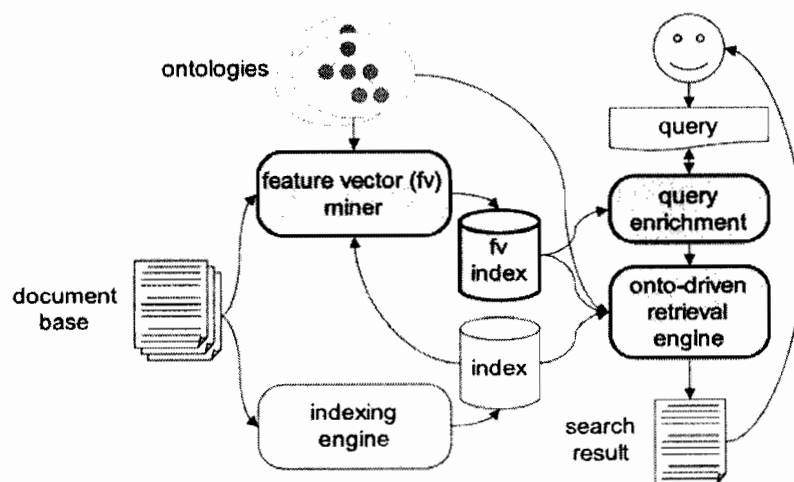 ontologies
query
feature vector (fv)
miner
query
enrichment
fv
index
document
base
onto-driven
retrieval
engine
index
indexing
engine
search
result